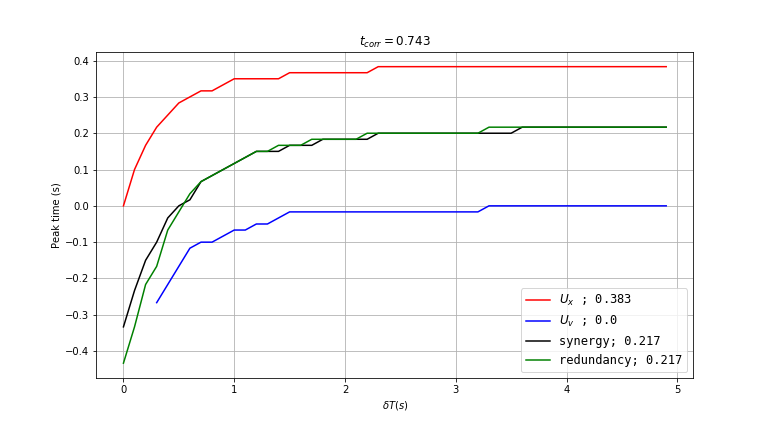 t_corr = 0.743
Peak time (s)
0.4
0.3
0.2
0.1
0.0
−0.1
−0.2
−0.3
−0.4
U_x ; 0.383
U_v ; 0.0
synergy; 0.217
redundancy; 0.217
0 1 2 3 4 5
δT(s)